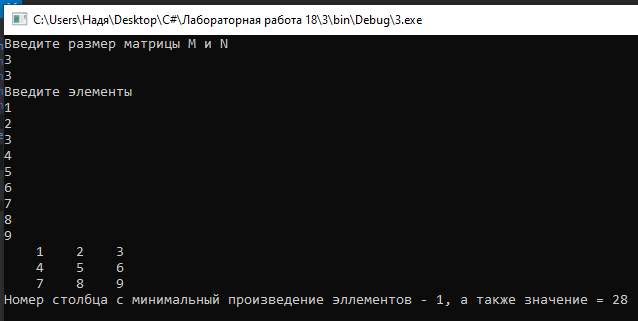 C:\Users\Надя\Desktop\C#\Лабораторная работа 18\3\bin\Debug\3.exe
Введите размер матрицы M и N
3
3
Введите элементы
1
2
3
4
5
6
7
8
9
1 2 3
4 5 6
7 8 9
Номер столбца с минимальный произведение эллементов - 1, а также значение = 28